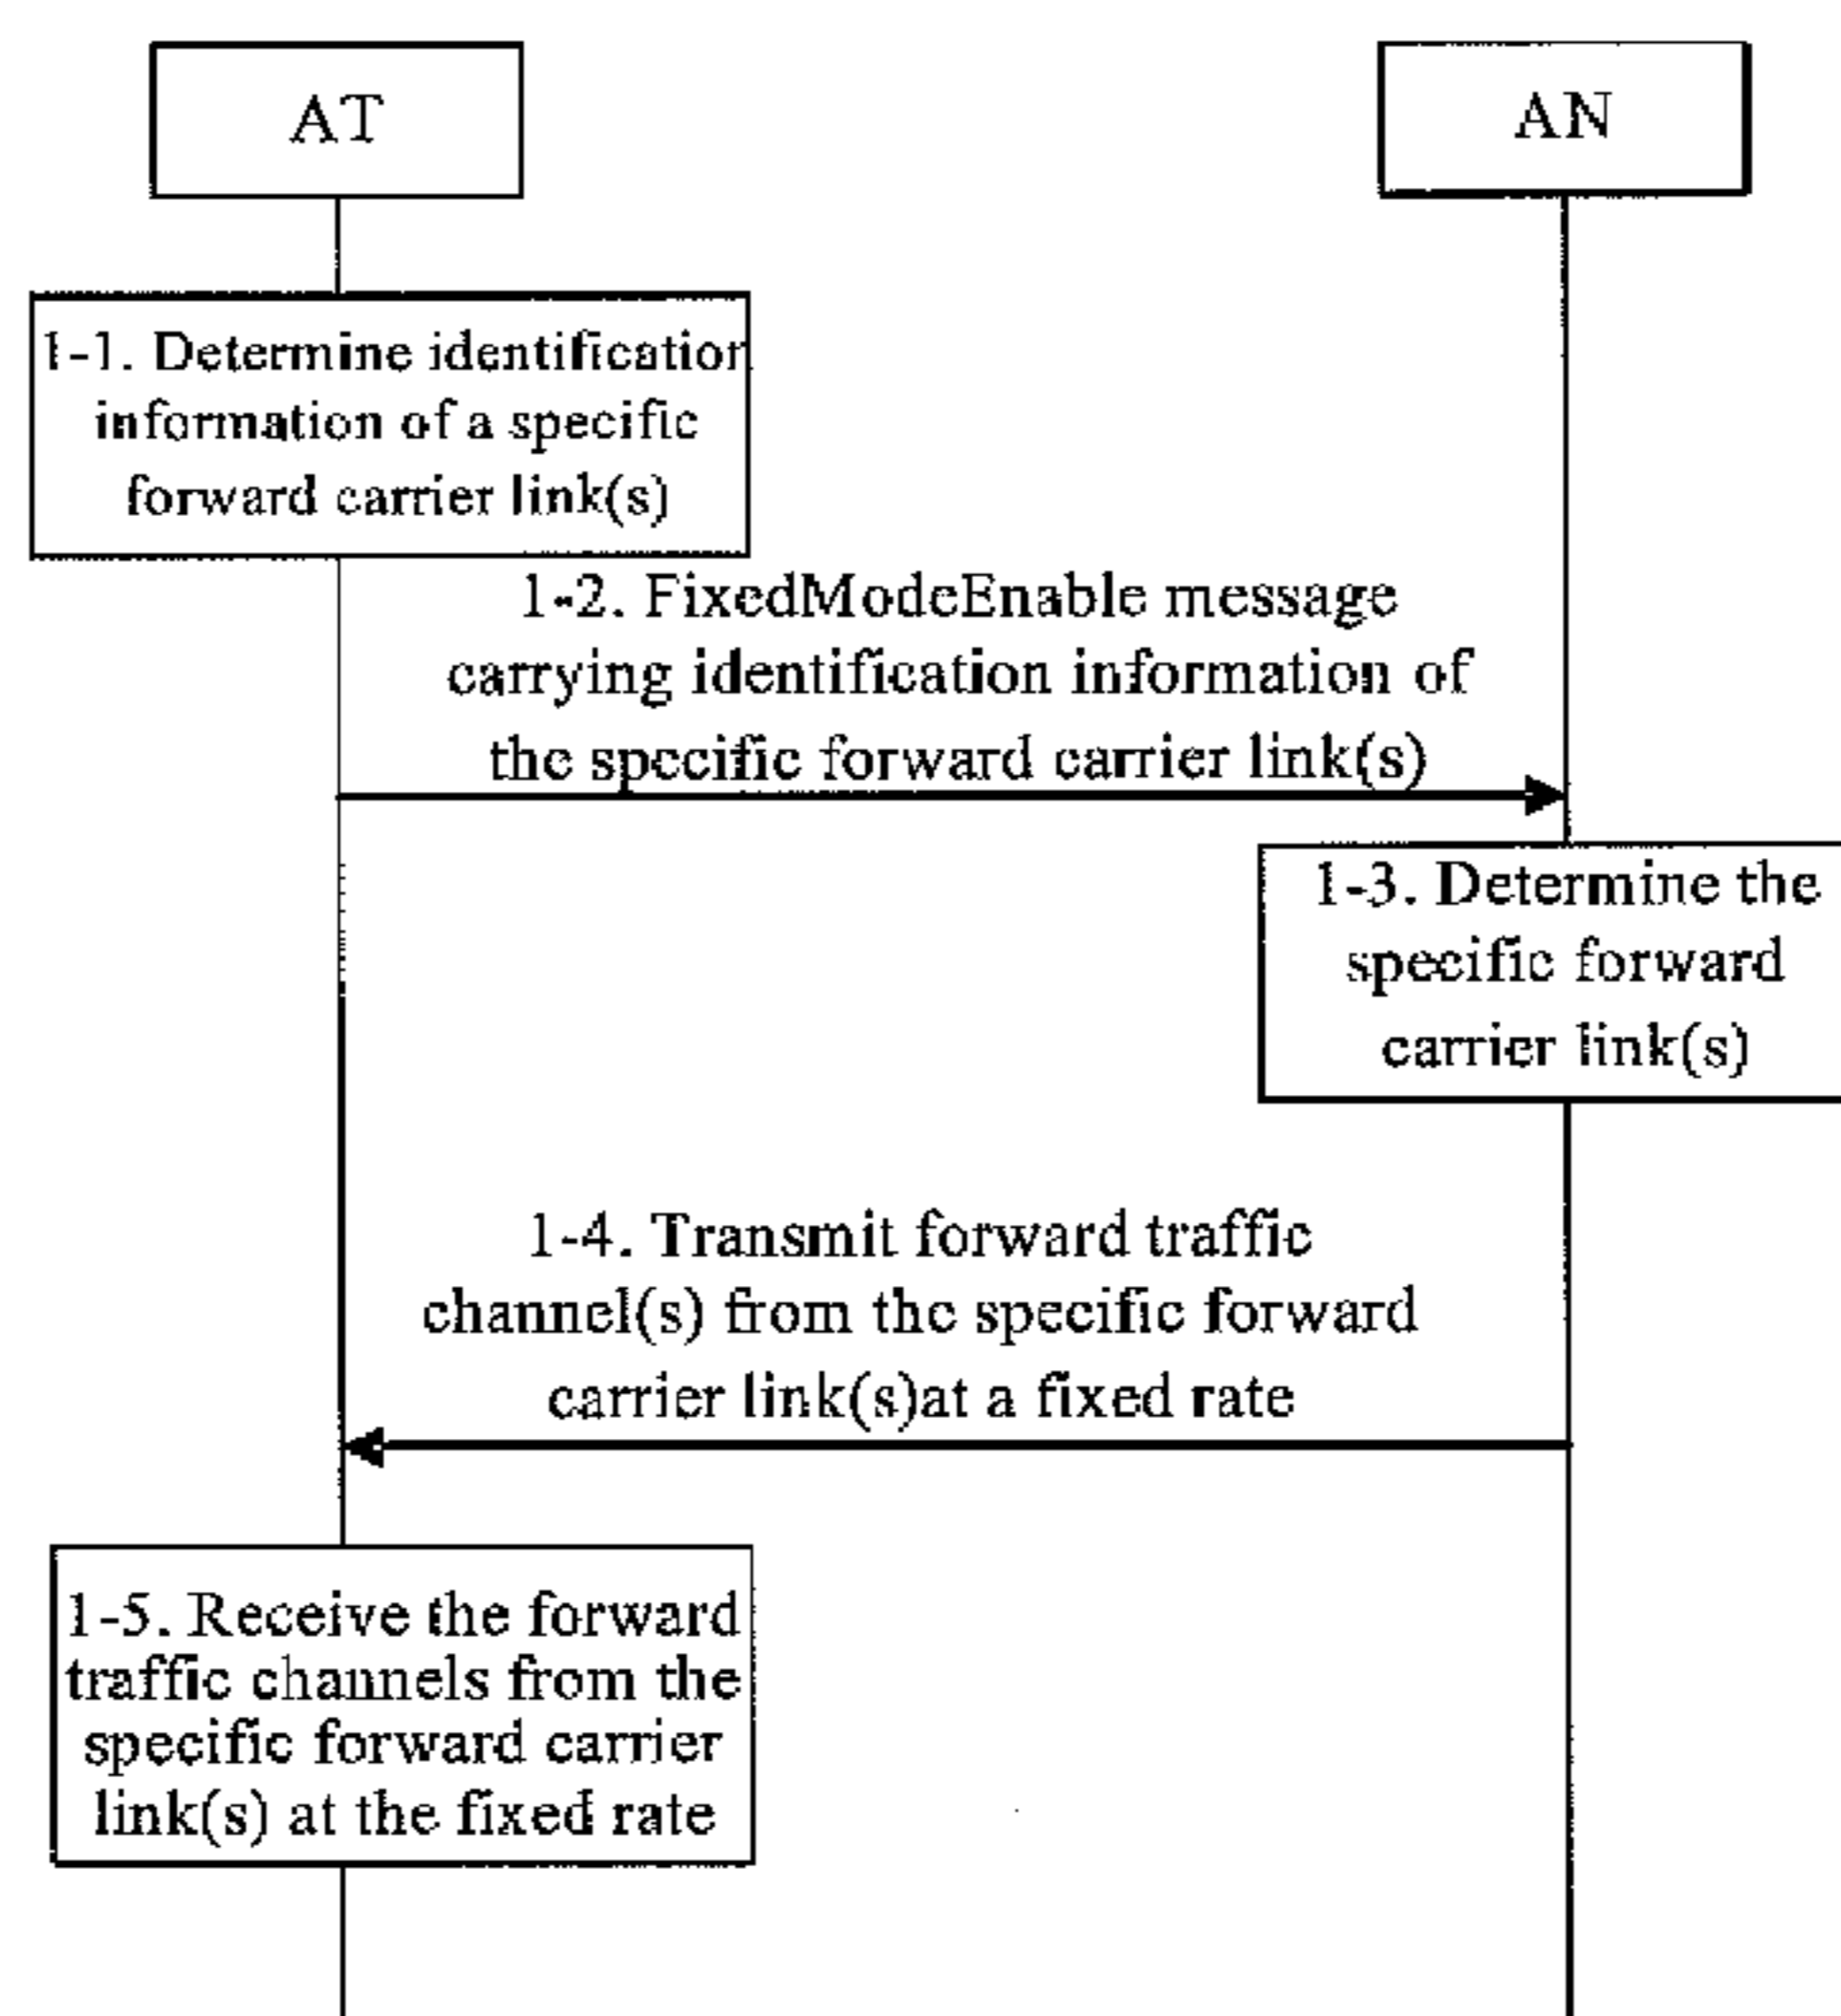 AT
AN
1-1. Determine identification
information of a specific
forward carrier link(s)
1-2. FixedModeEnable message
carrying identification information of
the specific forward carrier link(s)
1-3. Determine the
specific forward
carrier link(s)
1-4. Transmit forward traffic
channel(s) from the specific forward
carrier link(s)at a fixed rate
1-5. Receive the forward
traffic channels from the
specific forward carrier
link(s) at the fixed rate